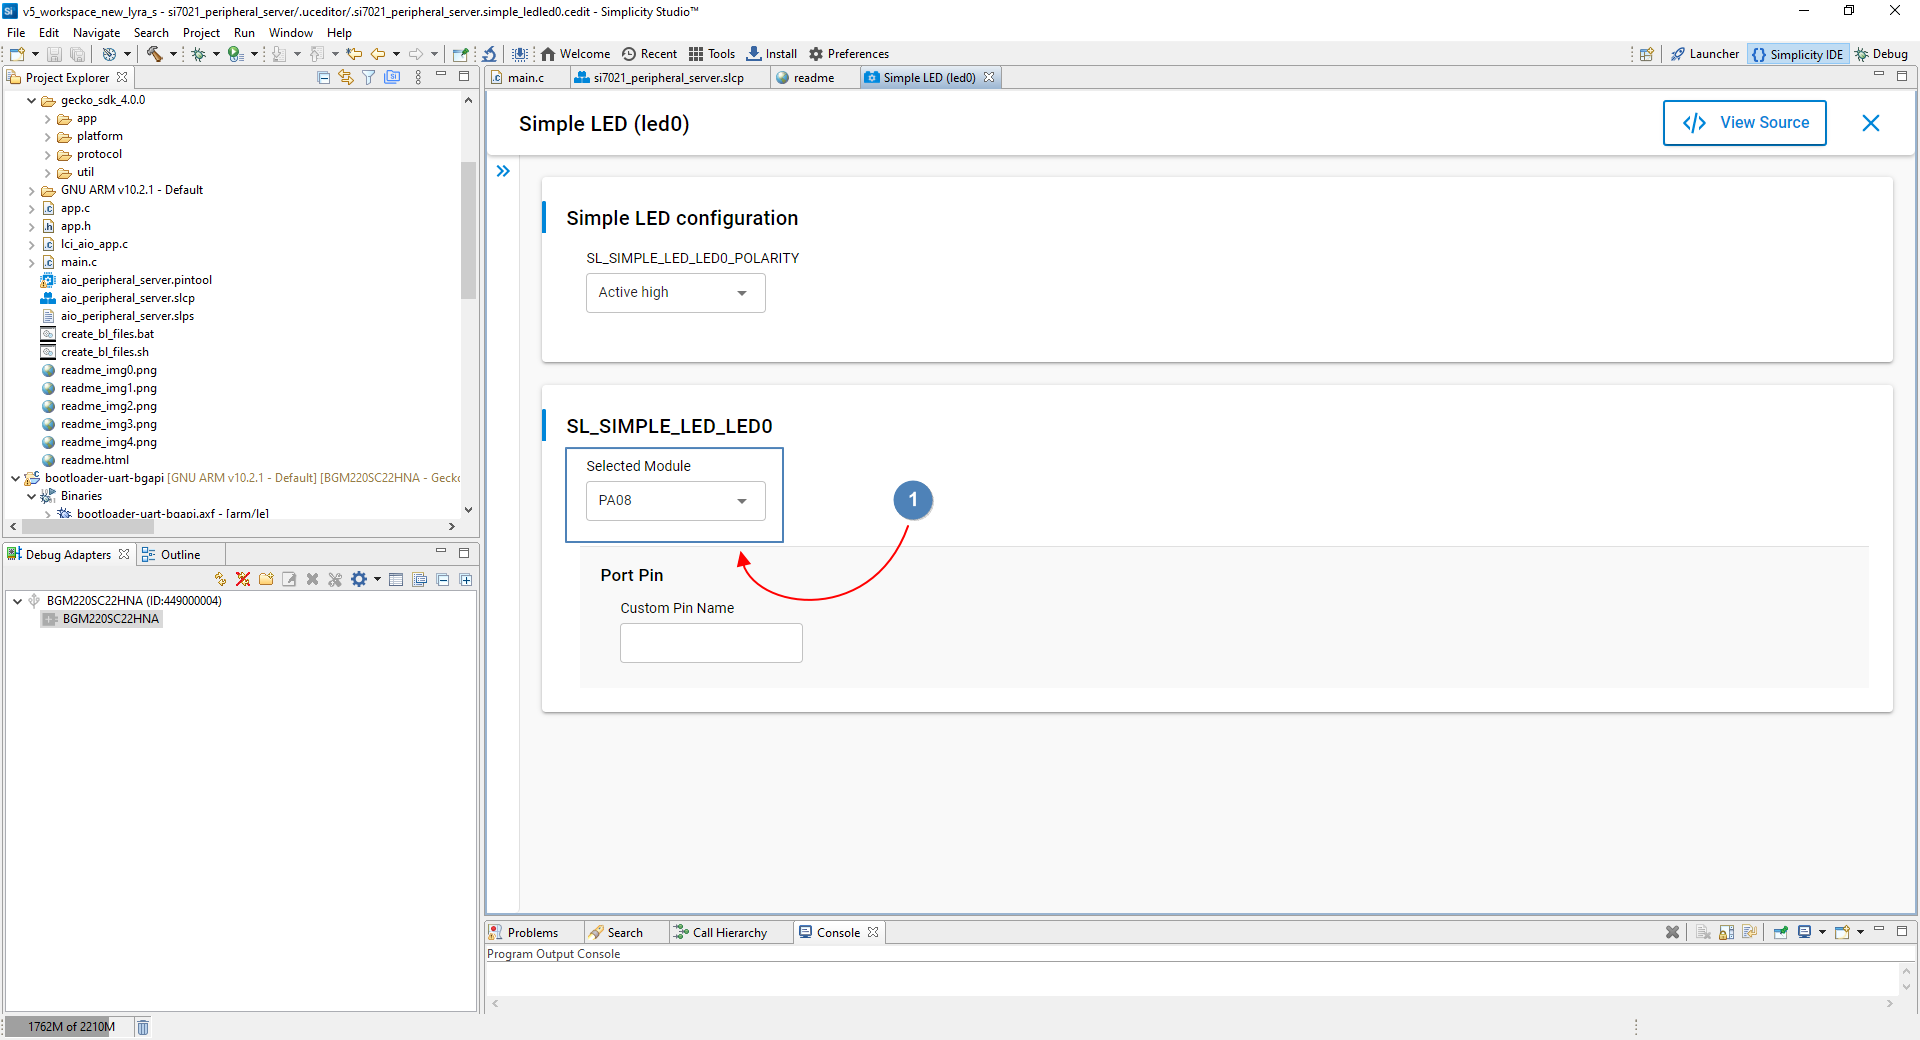 v5_workspace_new_lyra_s - si7021_peripheral_server/.uceditor/.si7021_peripheral_server.simple_ledled0.cedit - Simplicity Studio™
File Edit Navigate Search Project Run Window Help
Welcome Recent Tools Install Preferences Launcher Simplicity IDE Debug
Project Explorer
gecko_sdk_4.0.0
app
platform
protocol
util
GNU ARM v10.2.1 - Default
app.c
app.h
lci_aio_app.c
main.c
aio_peripheral_server.pintool
aio_peripheral_server.slcp
aio_peripheral_server.slps
create_bl_files.bat
create_bl_files.sh
readme_img0.png
readme_img1.png
readme_img2.png
readme_img3.png
readme_img4.png
readme.html
bootloader-uart-bgapi [GNU ARM v10.2.1 - Default] [BGM220SC22HNA - Gecko
Binaries
bootloader-uart-bgapi.axf - [arm/le]
Debug Adapters Outline
BGM220SC22HNA (ID:449000004)
BGM220SC22HNA
1762M of 2210M
main.c si7021_peripheral_server.slcp readme Simple LED (led0)
Simple LED (led0)
View Source
Simple LED configuration
SL_SIMPLE_LED_LED0_POLARITY
Active high
SL_SIMPLE_LED_LED0
Selected Module
PA08
1
Port Pin
Custom Pin Name
Problems Search Call Hierarchy Console
Program Output Console